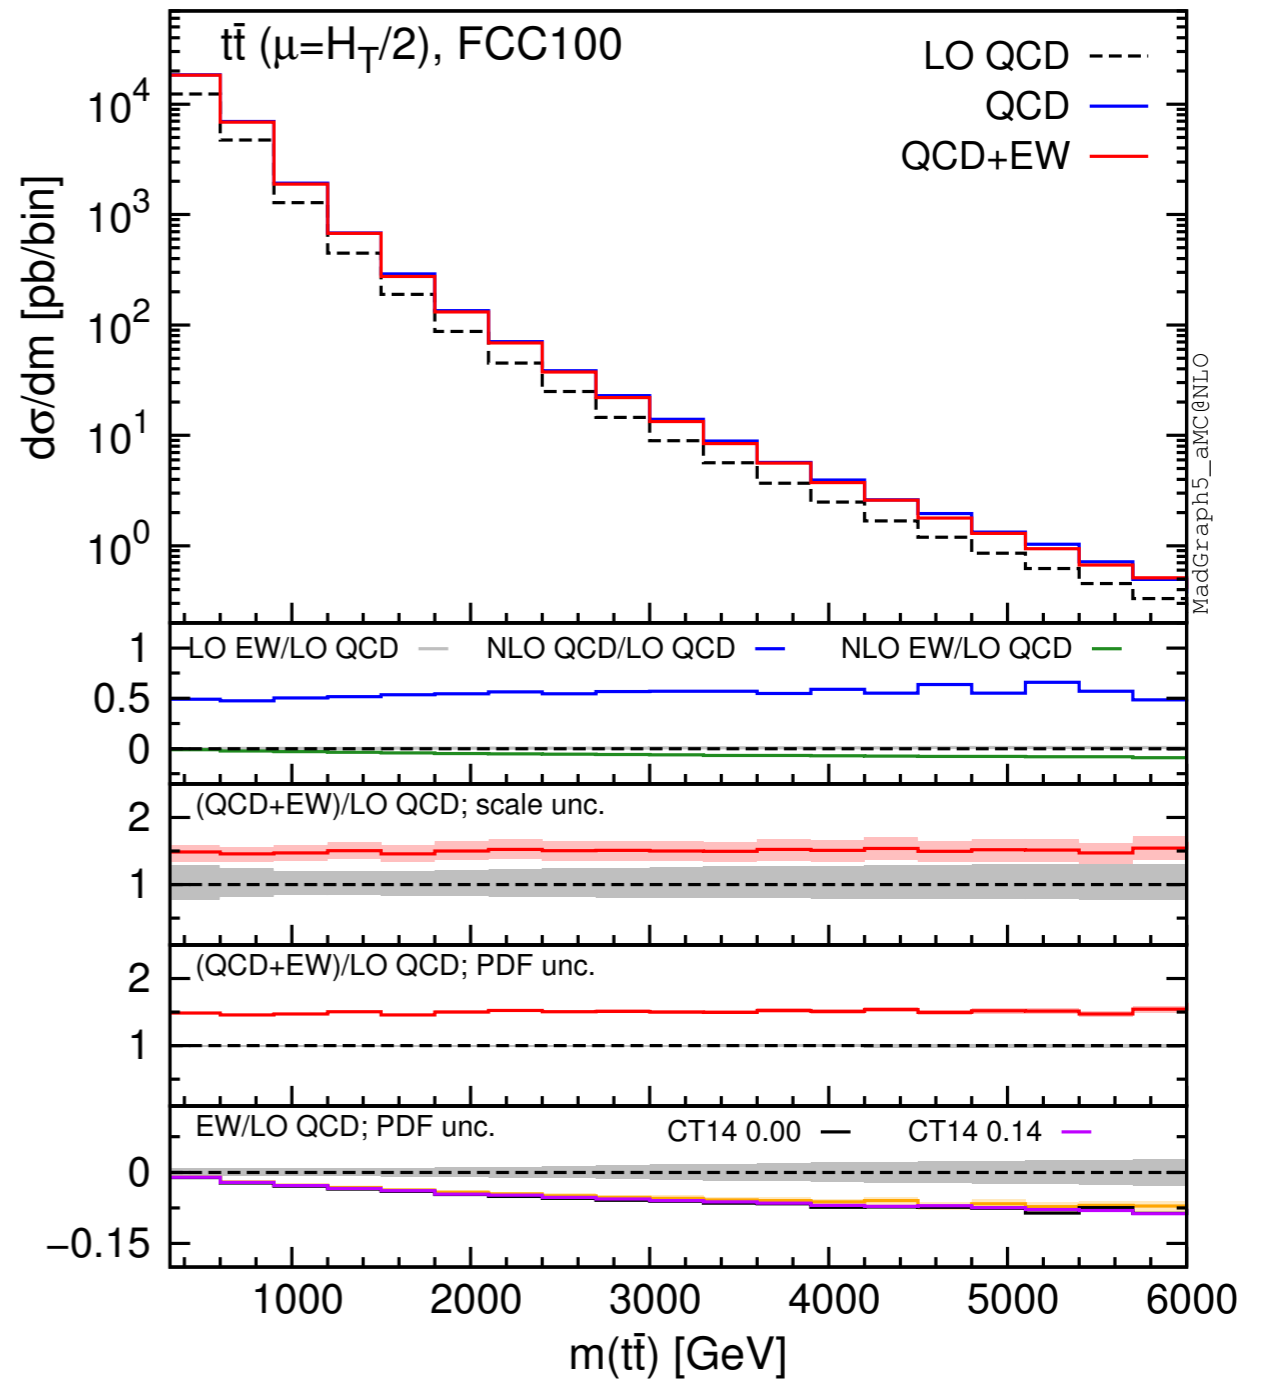 tt̄ (μ=H_T/2), FCC100
LO QCD
QCD
QCD+EW
dσ/dm [pb/bin]
10^4
10^3
10^2
10^1
10^0
MadGraph5_aMC@NLO
LO EW/LO QCD NLO QCD/LO QCD NLO EW/LO QCD
1
0.5
0
(QCD+EW)/LO QCD; scale unc.
2
1
(QCD+EW)/LO QCD; PDF unc.
2
1
EW/LO QCD; PDF unc. CT14 0.00 CT14 0.14
0
−0.15
1000 2000 3000 4000 5000 6000
m(tt̄) [GeV]